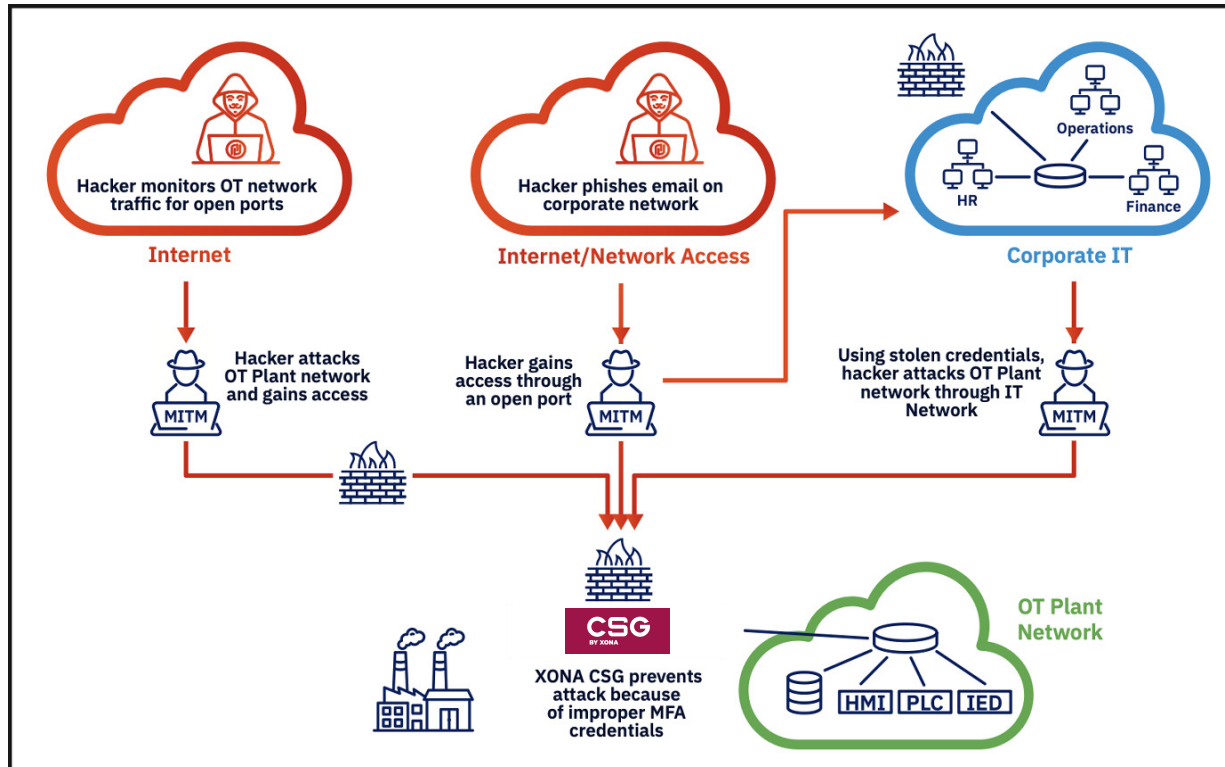 Hacker monitors OT network
traffic for open ports
Internet
Hacker phishes email on
corporate network
Internet/Network Access
Operations
HR
Finance
Corporate IT
Hacker attacks
OT Plant network
and gains access
MITM
Hacker gains
access through
an open port
MITM
Using stolen credentials,
hacker attacks OT Plant
network through IT
Network
MITM
CSG
BY XONA
XONA CSG prevents
attack because
of improper MFA
credentials
OT Plant
Network
HMI
PLC
IED